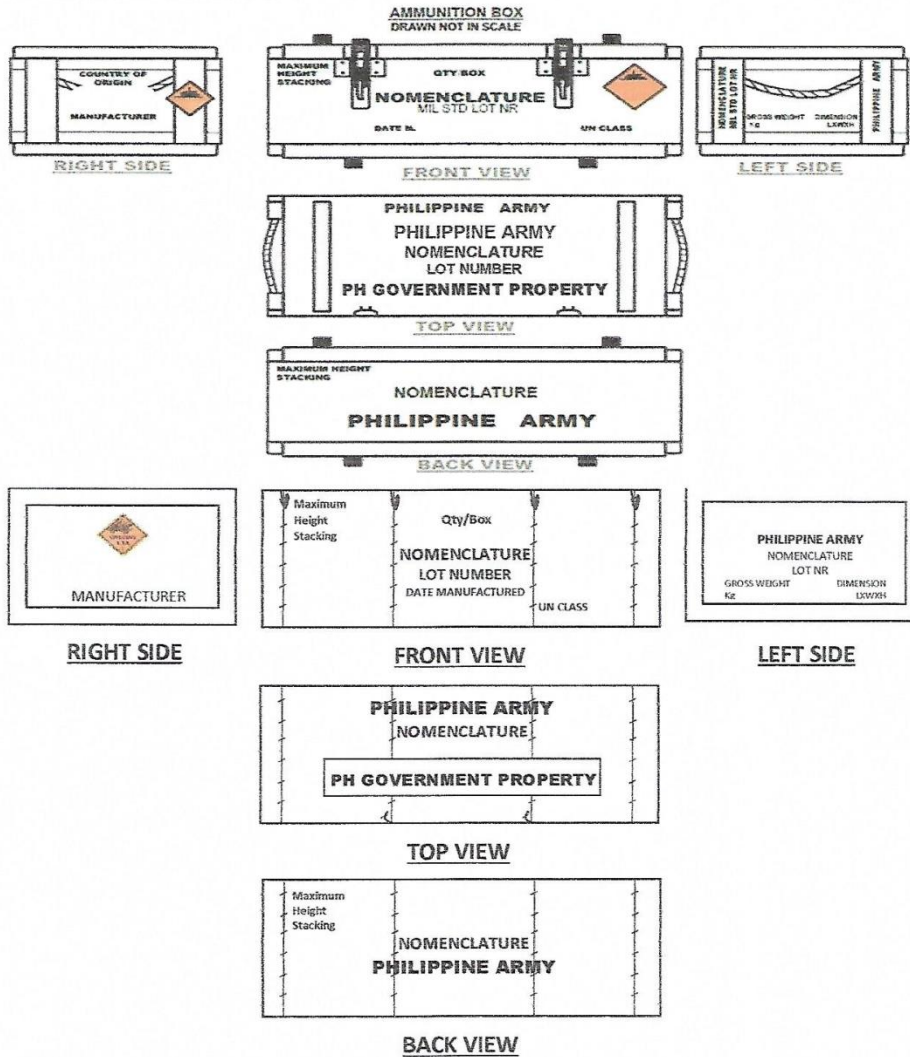 AMMUNITION BOX
DRAWN NOT IN SCALE
COUNTRY OF
ORIGIN
MANUFACTURER
RIGHT SIDE
MAXIMUM
HEIGHT
STACKING
QTY/BOX
NOMENCLATURE
MIL STD LOT NR
DATE M.
UN CLASS
FRONT VIEW
NOMENCLATURE
MIL STD LOT NR
GROSS WEIGHT
Kg
DIMENSION
LXWXH
PHILIPPINE ARMY
LEFT SIDE
PHILIPPINE ARMY
PHILIPPINE ARMY
NOMENCLATURE
LOT NUMBER
PH GOVERNMENT PROPERTY
TOP VIEW
MAXIMUM HEIGHT
STACKING
NOMENCLATURE
PHILIPPINE ARMY
BACK VIEW
MANUFACTURER
RIGHT SIDE
Maximum
Height
Stacking
Qty/Box
NOMENCLATURE
LOT NUMBER
DATE MANUFACTURED
UN CLASS
FRONT VIEW
PHILIPPINE ARMY
NOMENCLATURE
LOT NR
GROSS WEIGHT DIMENSION
Kg LXWXH
LEFT SIDE
PHILIPPINE ARMY
NOMENCLATURE
PH GOVERNMENT PROPERTY
TOP VIEW
Maximum
Height
Stacking
NOMENCLATURE
PHILIPPINE ARMY
BACK VIEW